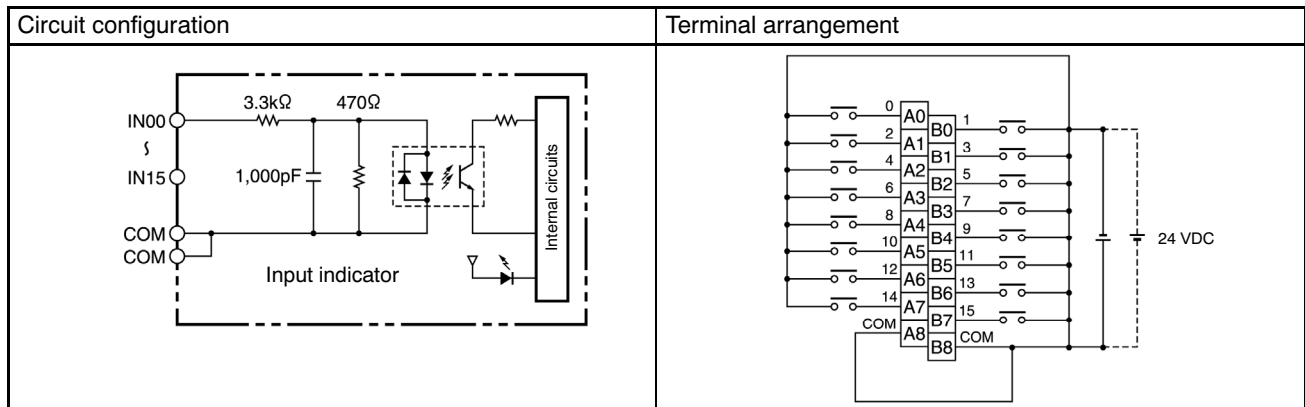 Circuit configuration
Terminal arrangement
3.3kΩ 470Ω
IN00
IN15
1,000pF
COM
COM
Input indicator
Internal circuits
0 A0
B0 1
2 A1
B1 3
4 A2
B2 5
6 A3
B3 7
8 A4
B4 9
10 A5
B5 11
12 A6
B6 13
14 A7
B7 15
COM A8
B8 COM
24 VDC